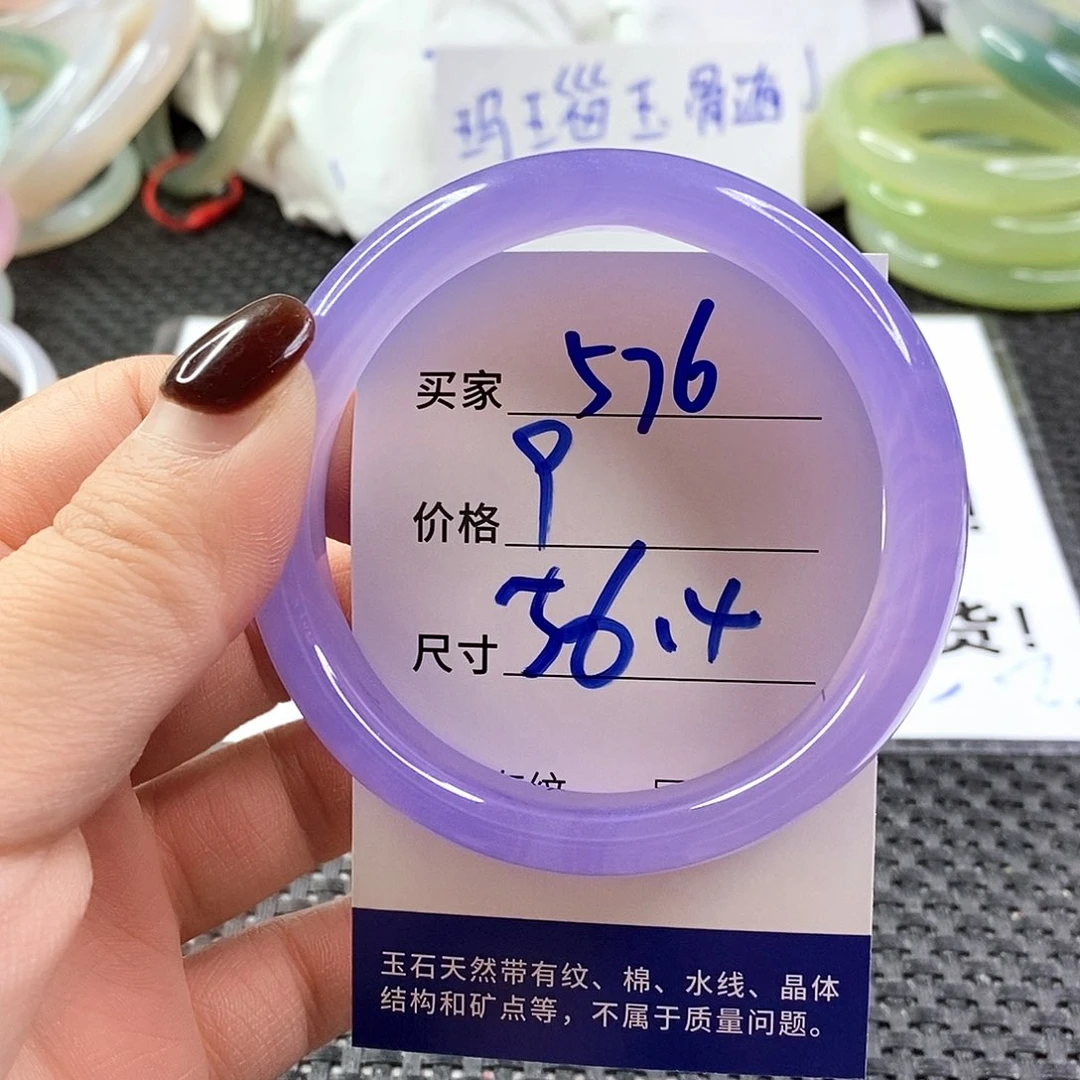 玛瑙玉骨髓
买家 576
价格 9
尺寸 56.4
货!
玉石天然带有纹、棉、水线、晶体
结构和矿点等，不属于质量问题。